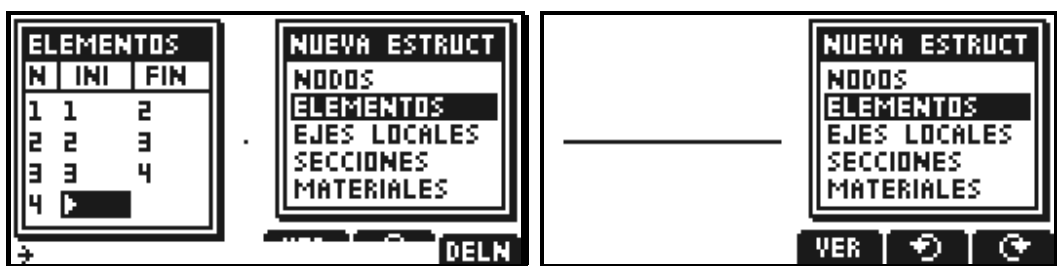 ELEMENTOS
N INI FIN
1 1 2
2 2 3
3 3 4
4
NUEVA ESTRUCT
NODOS
ELEMENTOS
EJES LOCALES
SECCIONES
MATERIALES
DELN
NUEVA ESTRUCT
NODOS
ELEMENTOS
EJES LOCALES
SECCIONES
MATERIALES
VER